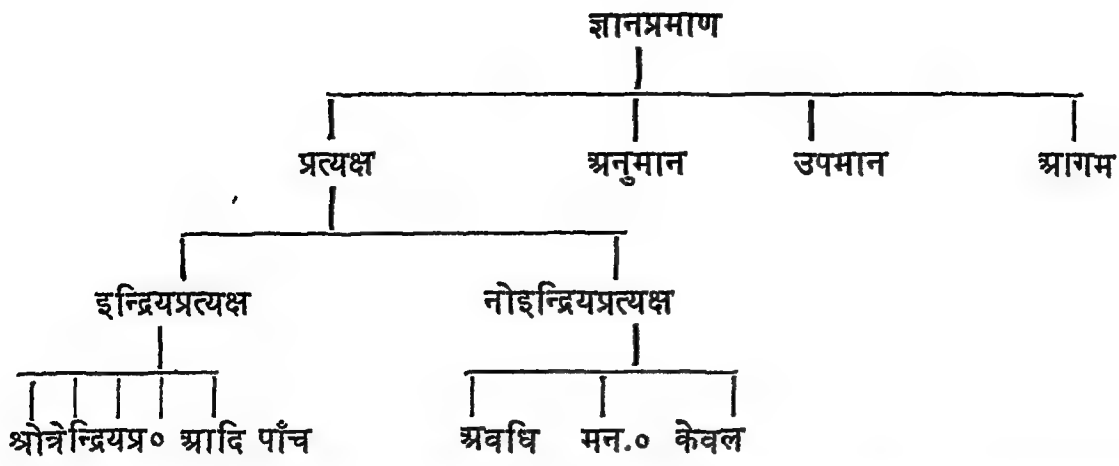 ज्ञानप्रमाण
प्रत्यक्ष अनुमान उपमान आगम
इन्द्रियप्रत्यक्ष नोइन्द्रियप्रत्यक्ष
श्रोत्रेन्द्रियप्र० आदि पाँच अवधि मन.० केवल